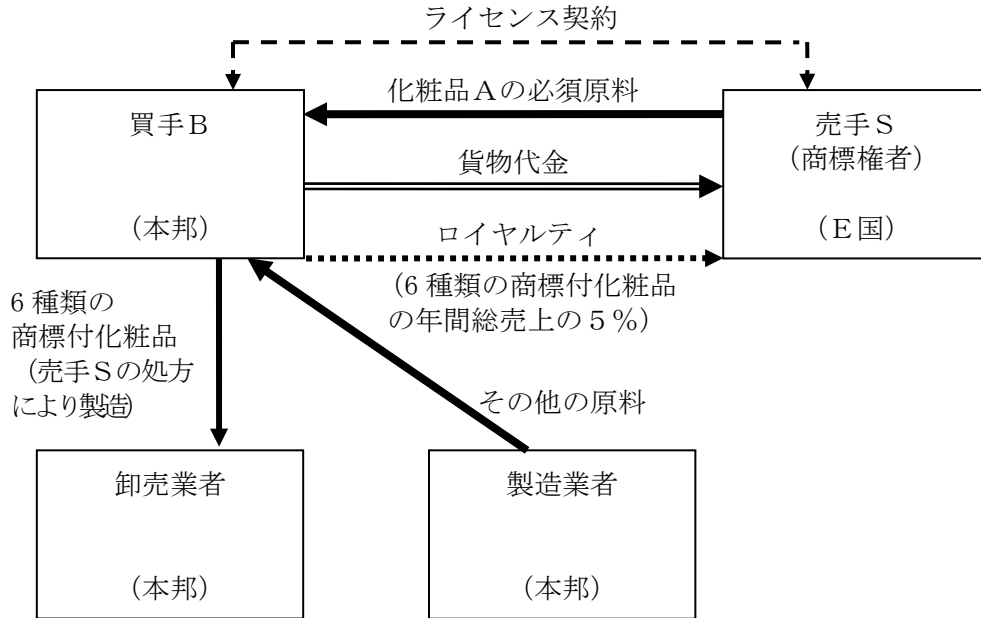 ライセンス契約
化粧品Aの必須原料
買手B
(本邦)
売手S
(商標権者)
(E国)
貨物代金
ロイヤルティ
(6種類の商標付化粧品
の年間総売上の5%)
6種類の
商標付化粧品
(売手Sの処方
により製造)
その他の原料
卸売業者
(本邦)
製造業者
(本邦)